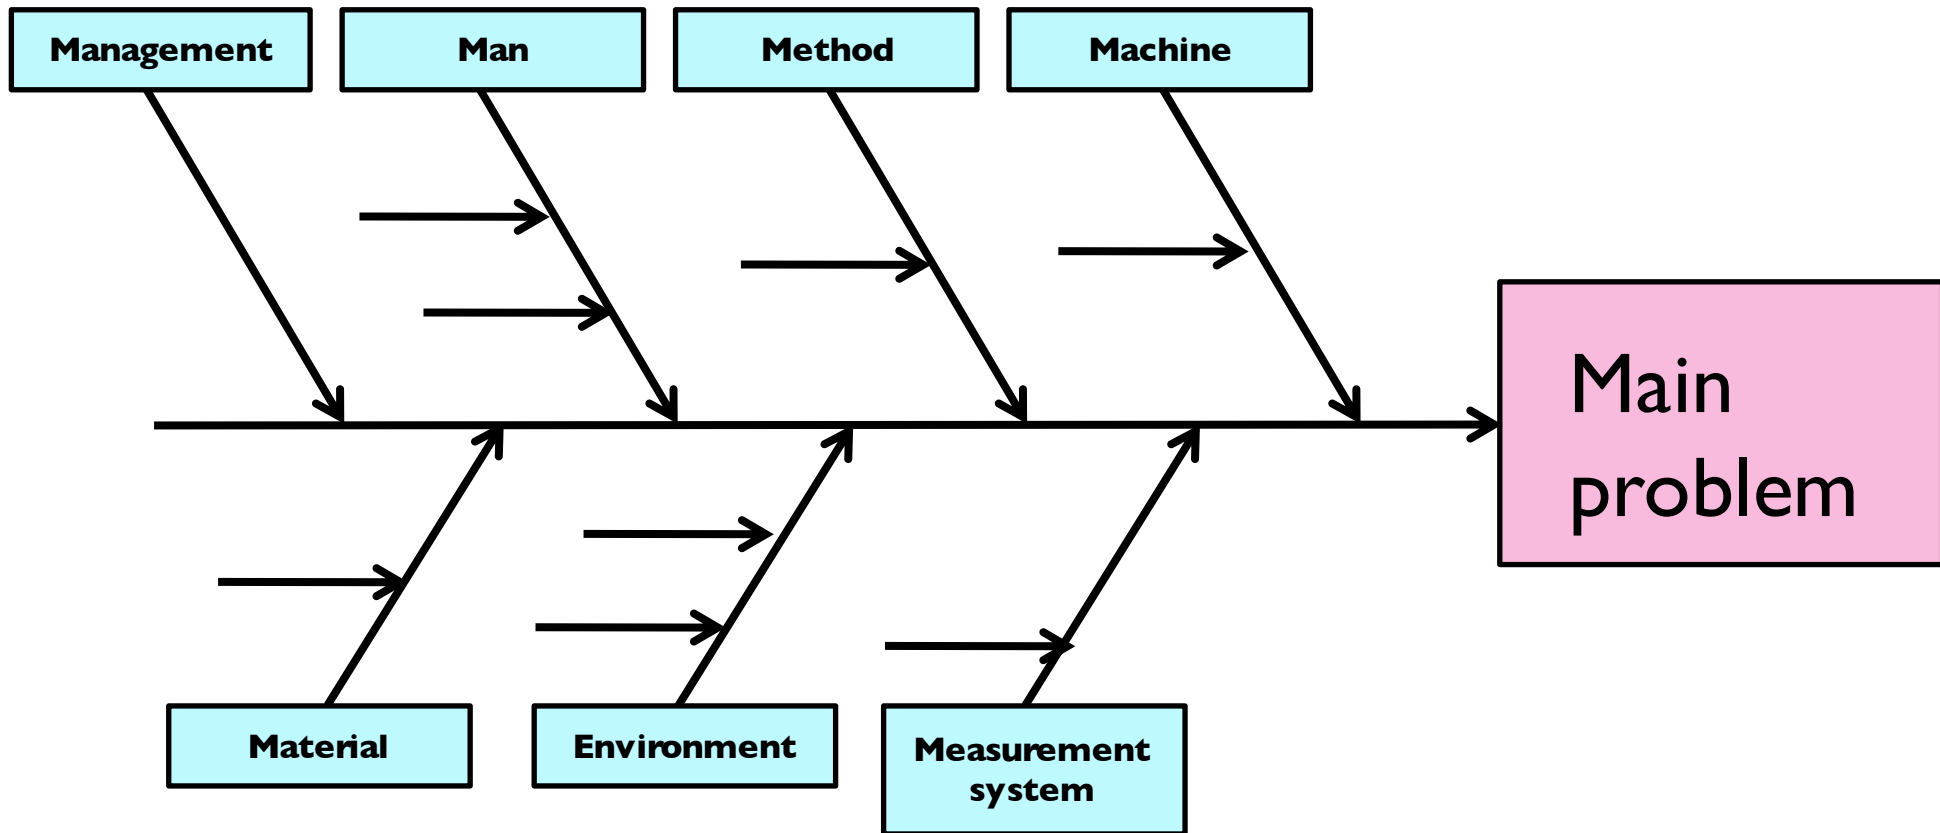 Management
Man
Method
Machine
Main
problem
Material
Environment
Measurement
system